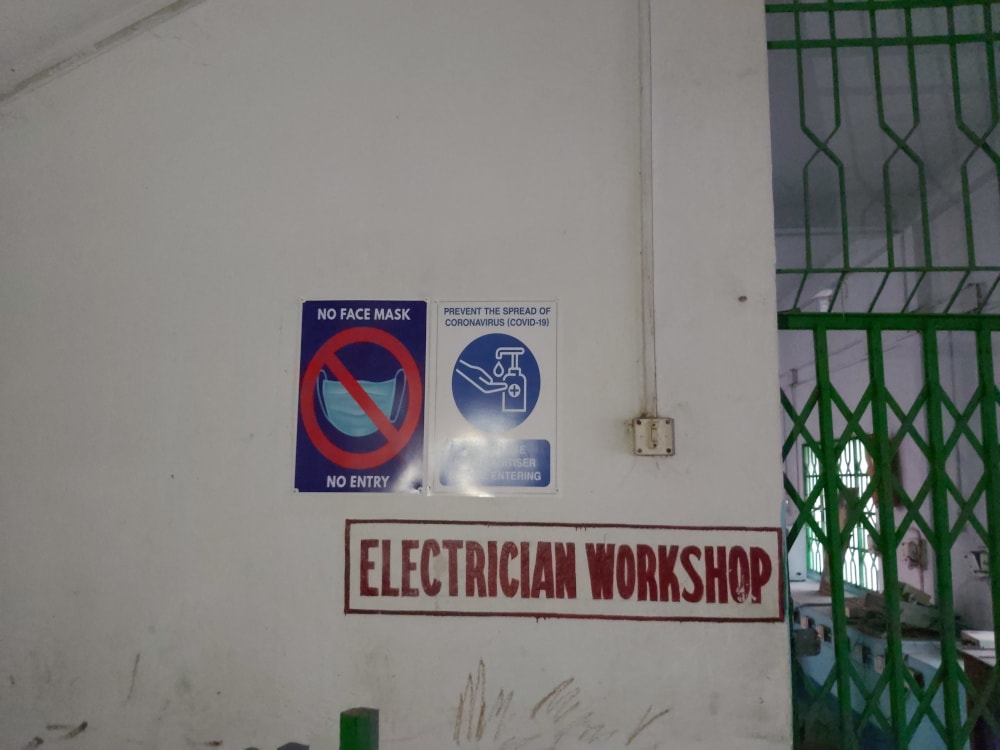 NO FACE MASK
NO ENTRY
PREVENT THE SPREAD OF
CORONAVIRUS (COVID-19)
ENTERING
ELECTRICIAN WORKSHOP